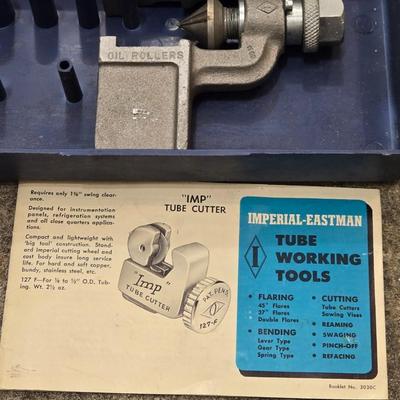 OIL ROLLERS
Requires only 1⅜" swing clear-
ance.
Designed for instrumentation
panels, refrigeration systems
and all close quarters applica-
tions.
Compact and lightweight with
'big tool' construction. Stand-
ard Imperial cutting wheel and
cast body insure long service
life. For hard and soft copper,
bundy, stainless steel, etc.
127 F—For ⅛ to ½" O.D. Tub-
ing. Wt. 2½ oz.
"IMP"
TUBE CUTTER
"Imp"
TUBE CUTTER
PAT. PEND.
127-F
IMPERIAL-EASTMAN
I
TUBE
WORKING
TOOLS
• FLARING
45° Flares
37° Flares
Double Flares
• BENDING
Lever Type
Gear Type
Spring Type
• CUTTING
Tube Cutters
Sawing Vises
• REAMING
• SWAGING
• PINCH-OFF
• REFACING
Booklet No. 3030C